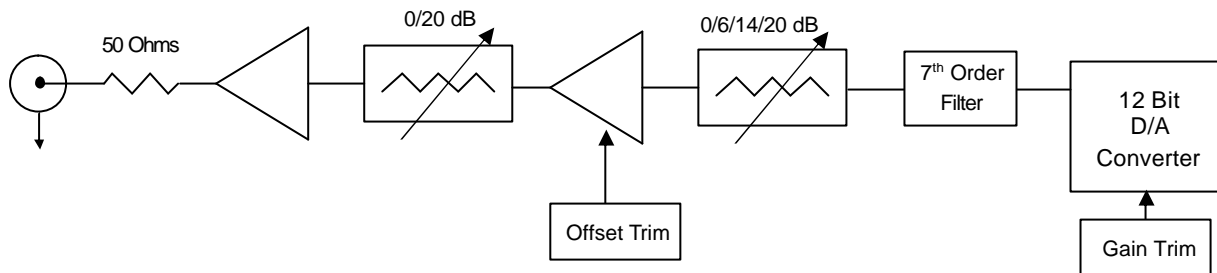 50 Ohms
0/20 dB
0/6/14/20 dB
7th Order
Filter
12 Bit
D/A
Converter
Offset Trim
Gain Trim